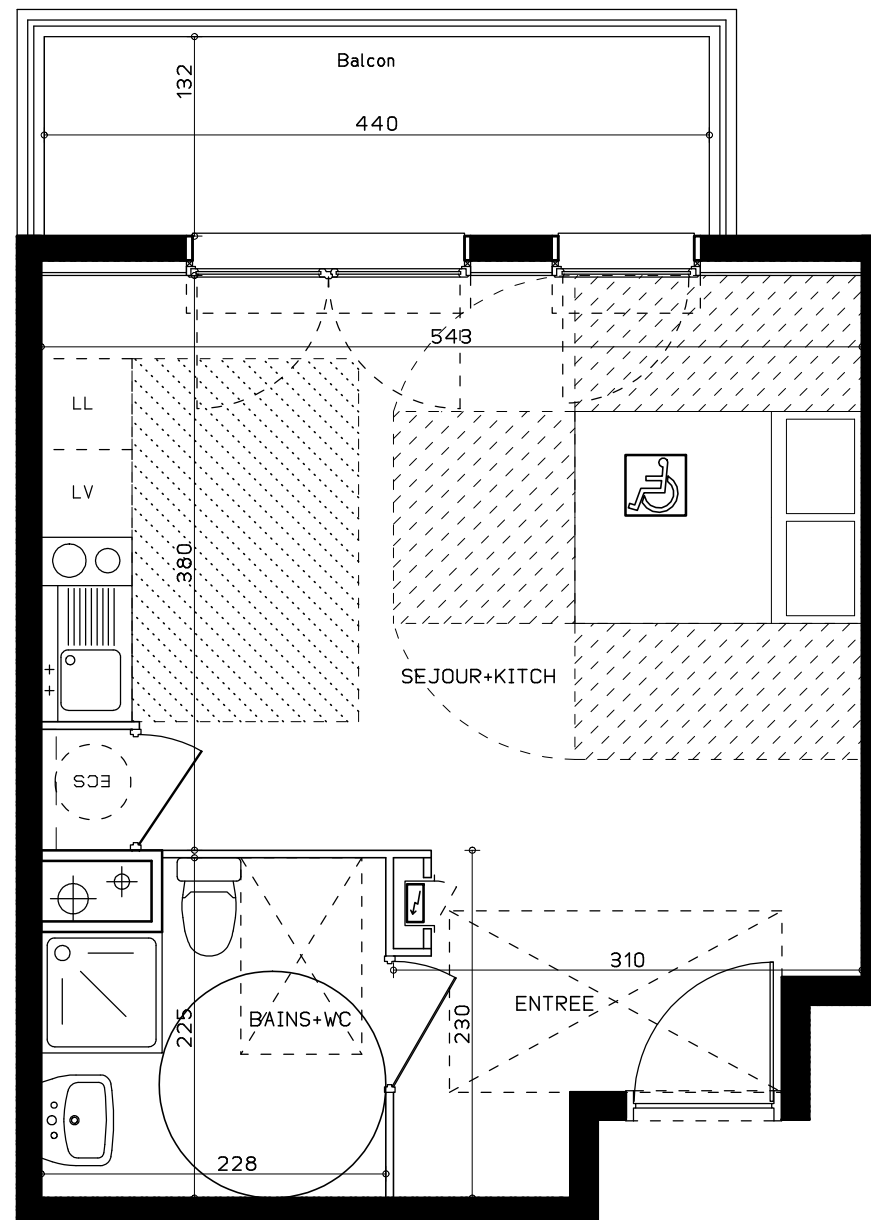 Balcon
132
440
543
LL
LV
380
SEJOUR+KITCH
ECS
310
ENTREE
BAINS+WC
225
230
228